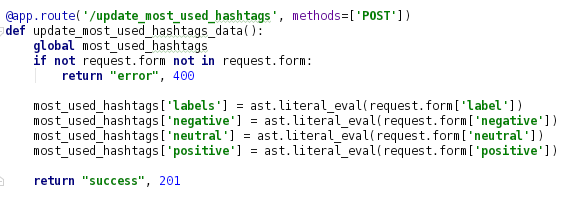 @app.route('/update_most_used_hashtags', methods=['POST'])
def update_most_used_hashtags_data():
    global most_used_hashtags
    if not request.form not in request.form:
        return "error", 400

    most_used_hashtags['labels'] = ast.literal_eval(request.form['label'])
    most_used_hashtags['negative'] = ast.literal_eval(request.form['negative'])
    most_used_hashtags['neutral'] = ast.literal_eval(request.form['neutral'])
    most_used_hashtags['positive'] = ast.literal_eval(request.form['positive'])

    return "success", 201